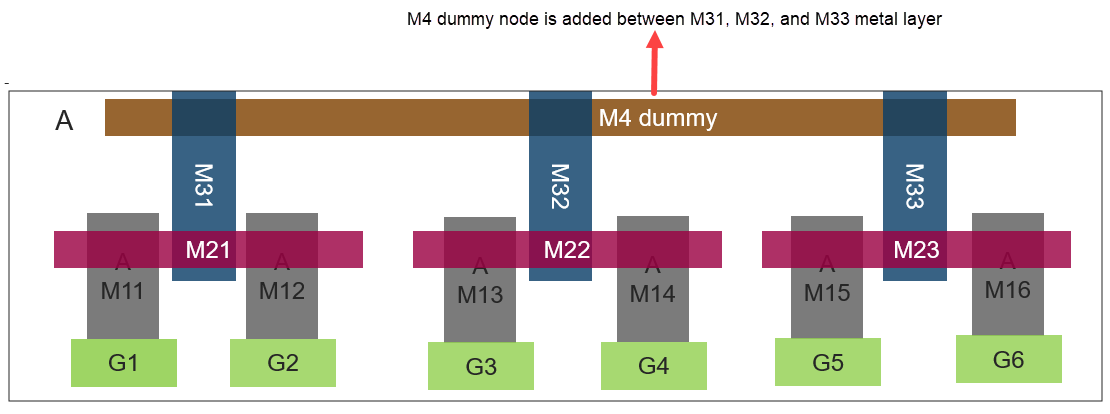 M4 dummy node is added between M31, M32, and M33 metal layer
A
M4 dummy
M31
M32
M33
M21
M22
M23
A
A
A
A
A
A
M11
M12
M13
M14
M15
M16
G1
G2
G3
G4
G5
G6